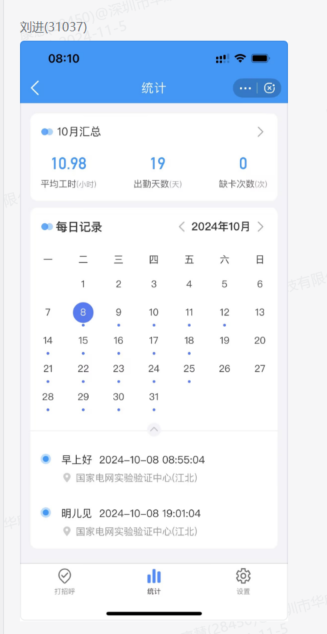 刘进(31037)
08:10
统计
10月汇总
10.98 19 0
平均工时(小时) 出勤天数(天) 缺卡次数(次)
每日记录 2024年10月
一 二 三 四 五 六 日
1 2 3 4 5 6
7 8 9 10 11 12 13
14 15 16 17 18 19 20
21 22 23 24 25 26 27
28 29 30 31
早上好 2024-10-08 08:55:04
国家电网实验验证中心(江北)
明儿见 2024-10-08 19:01:04
国家电网实验验证中心(江北)
打招呼 统计 设置